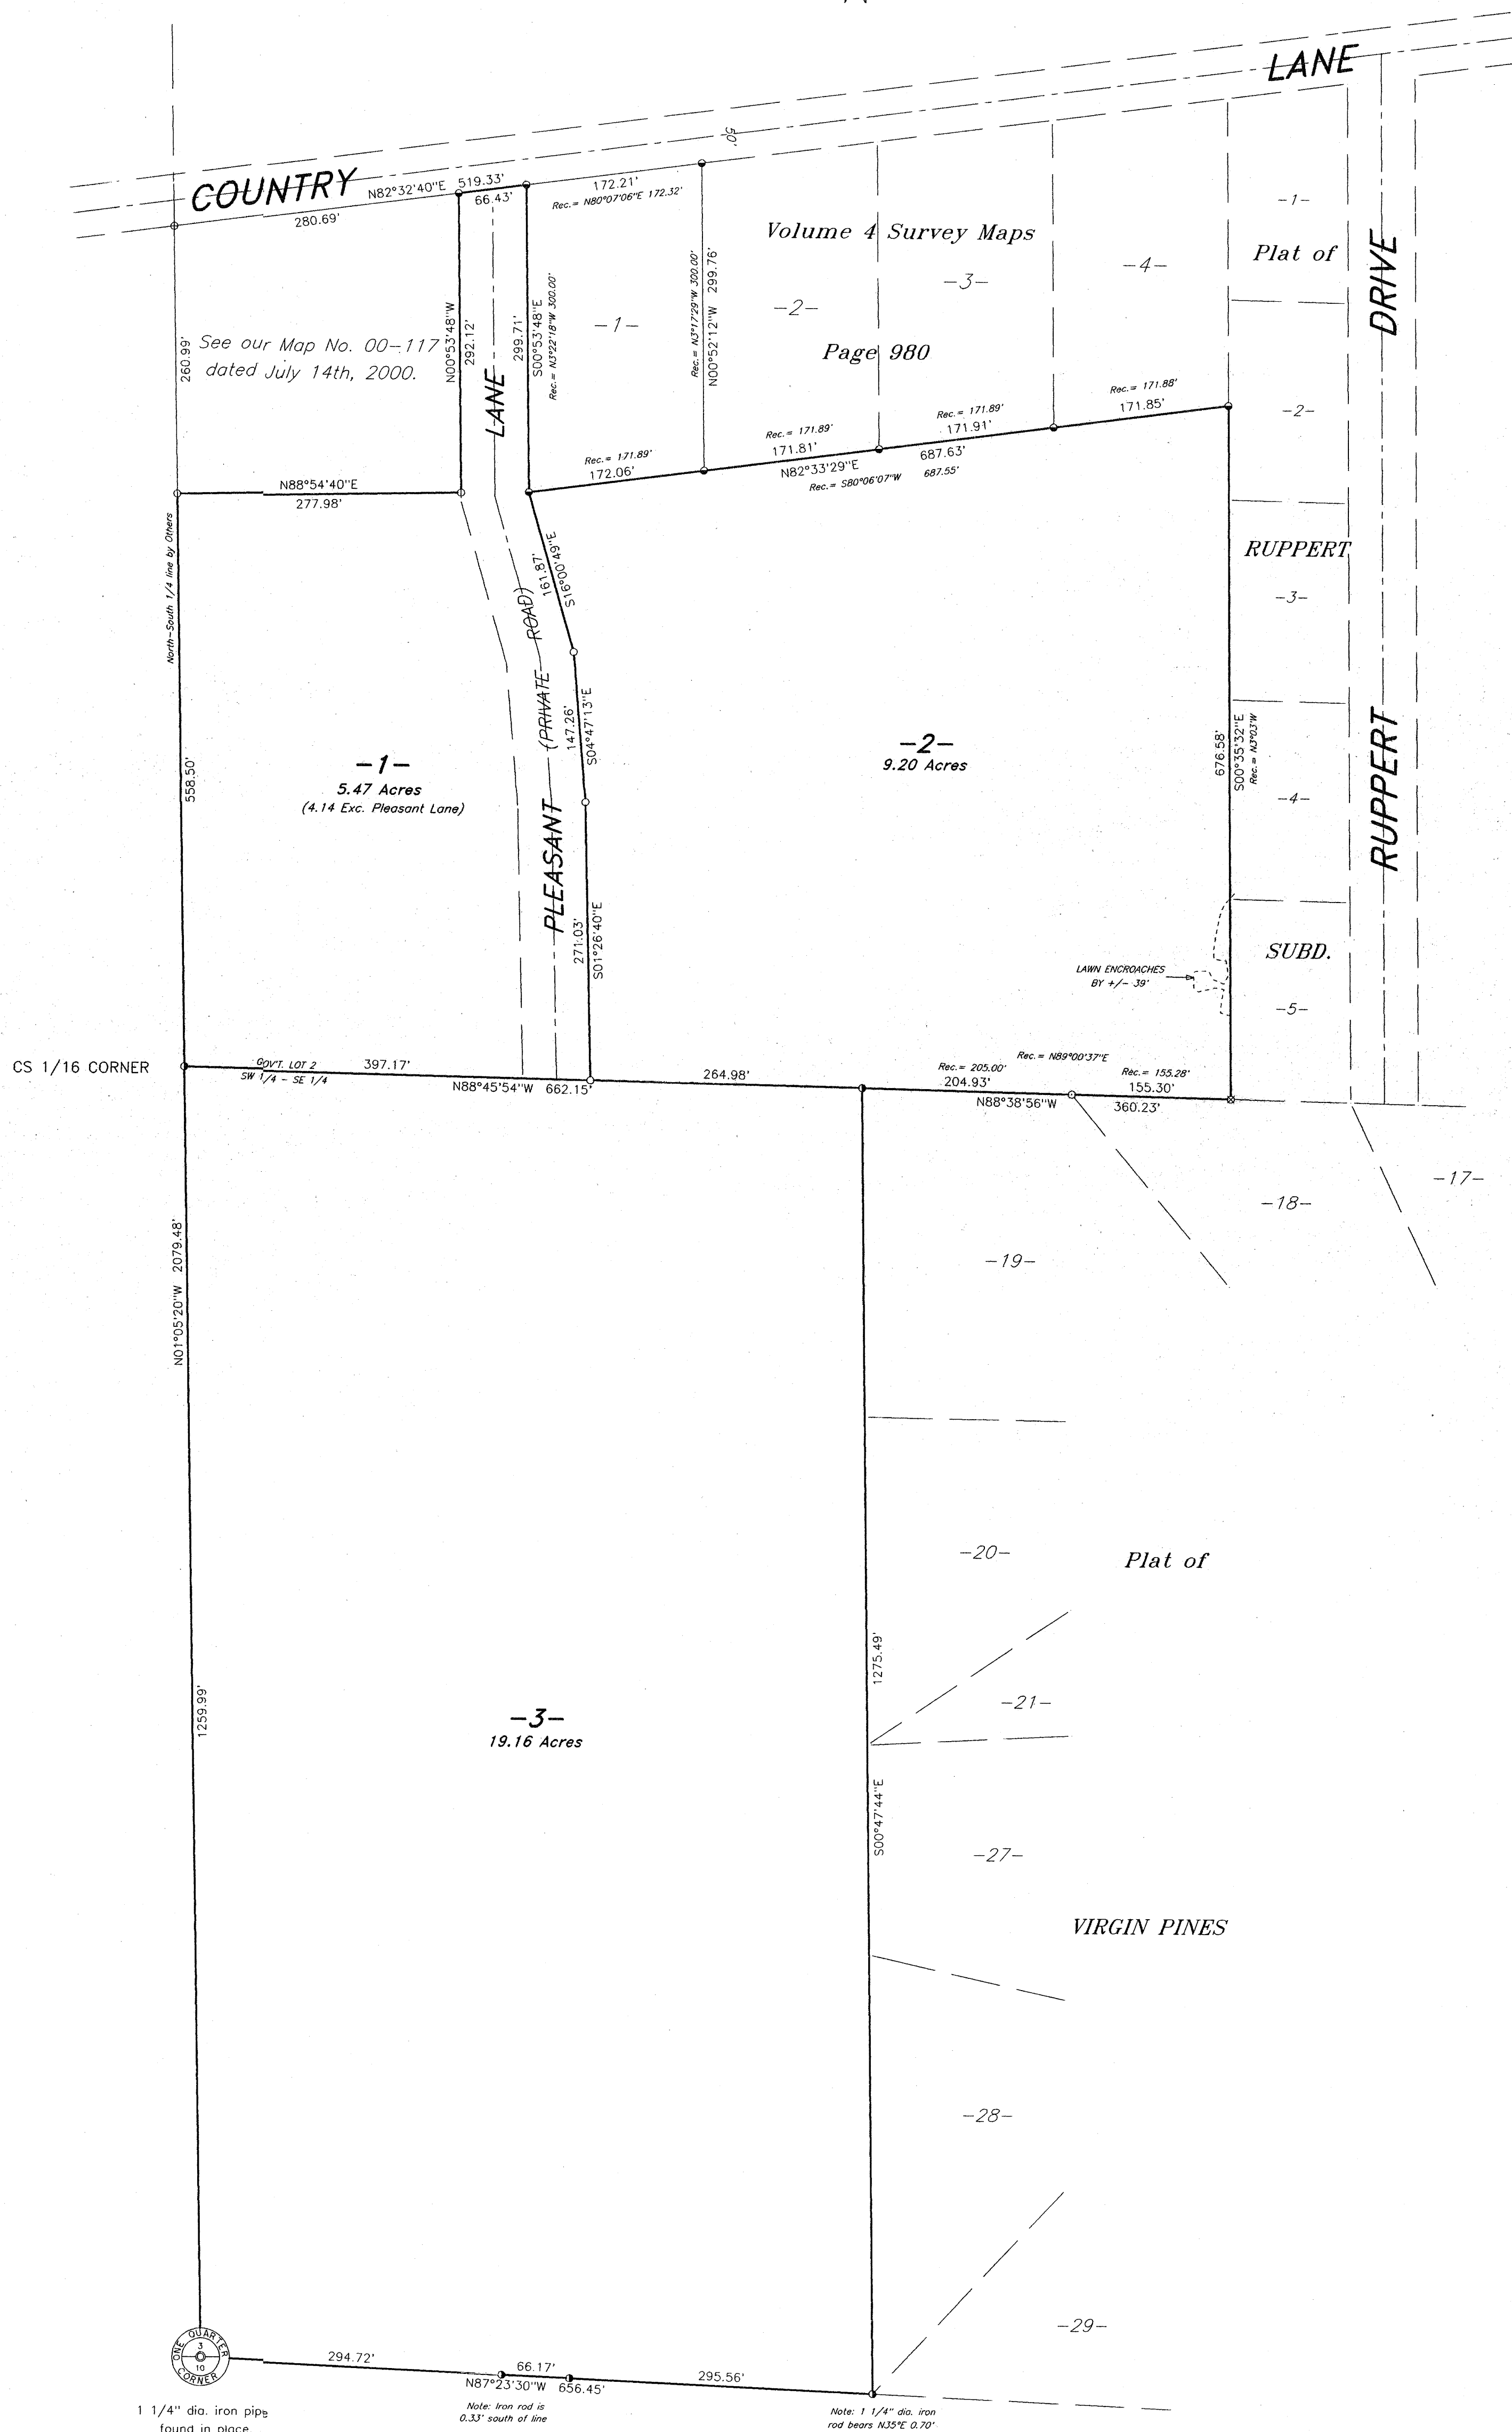 LANE
COUNTRY
N82°32'40"E 519.33'
280.69'
66.43'
172.21'
Rec.= N80°07'06"E 172.32'
50'
Volume 4 Survey Maps
Page 980
-1-
-2-
-3-
-4-
-1-
Plat of
-2-
RUPPERT
-3-
-4-
SUBD.
-5-
DRIVE
RUPPERT
260.99'
See our Map No. 00-117
dated July 14th, 2000.
N00°53'48"W
292.12'
LANE
299.71'
S00°53'48"E
Rec.= N3°22'18"W 300.00'
Rec.= N3°17'29"W 300.00'
N00°52'12"W 299.76'
Rec.= 171.89'
172.06'
Rec.= 171.89'
171.81'
Rec.= 171.89'
171.91'
Rec.= 171.88'
171.85'
N82°33'29"E
687.63'
Rec.= S80°06'07"W 687.55'
N88°54'40"E
277.98'
North-South 1/4 line by Others
558.50'
161.87'
S16°00'49"E
147.26'
S04°47'13"E
271.03'
S01°26'40"E
PLEASANT
(PRIVATE ROAD)
-1-
5.47 Acres
(4.14 Exc. Pleasant Lane)
-2-
9.20 Acres
676.58'
S00°35'32"E
Rec.= N3°03'W
LAWN ENCROACHES
BY +/- 39'
CS 1/16 CORNER
GOV'T. LOT 2
SW 1/4 - SE 1/4
397.17'
N88°45'54"W 662.15'
264.98'
Rec.= N89°00'37"E
Rec.= 205.00'
204.93'
Rec.= 155.28'
155.30'
N88°38'56"W
360.23'
-17-
-18-
-19-
N01°05'20"W 2079.48'
-20-
Plat of
1275.49'
1259.99'
-21-
-3-
19.16 Acres
S00°47'44"E
-27-
VIRGIN PINES
-28-
-29-
ONE QUARTER
3
10
CORNER
294.72'
66.17'
295.56'
N87°23'30"W 656.45'
1 1/4" dia. iron pipe
found in place.
Note: Iron rod is
0.33' south of line
Note: 1 1/4" dia. iron
rod bears N35°E 0.70'